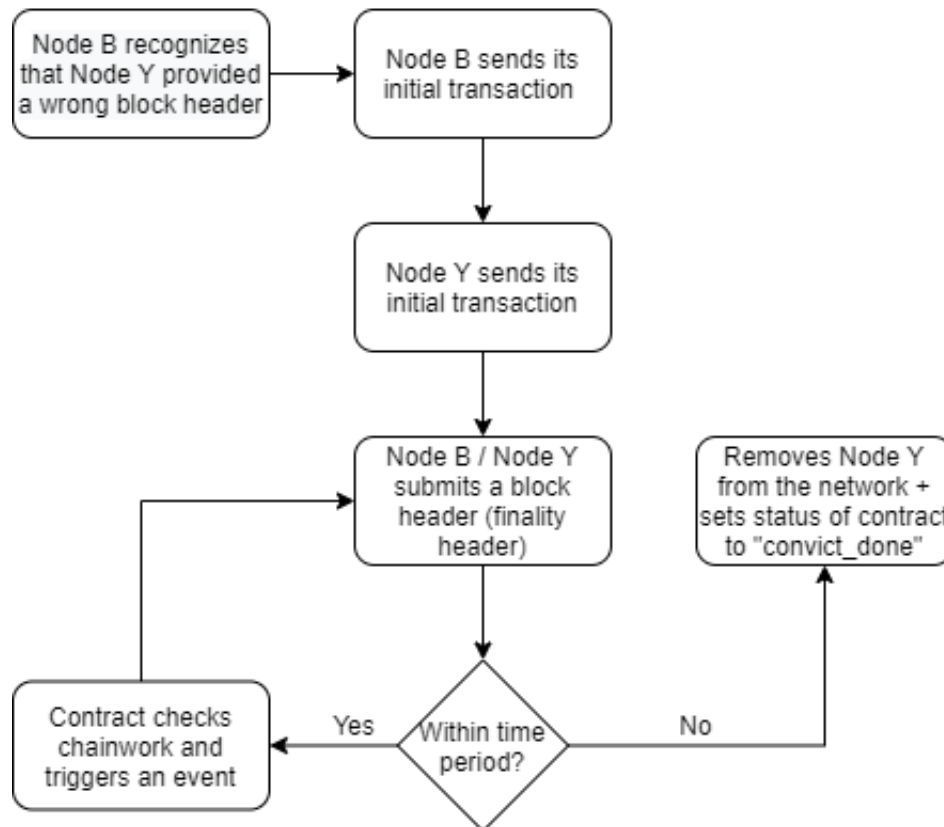 Node B recognizes
that Node Y provided
a wrong block header
Node B sends its
initial transaction
Node Y sends its
initial transaction
Node B / Node Y
submits a block
header (finality
header)
Removes Node Y
from the network +
sets status of contract
to "convict_done"
Within time
period?
Yes
No
Contract checks
chainwork and
triggers an event